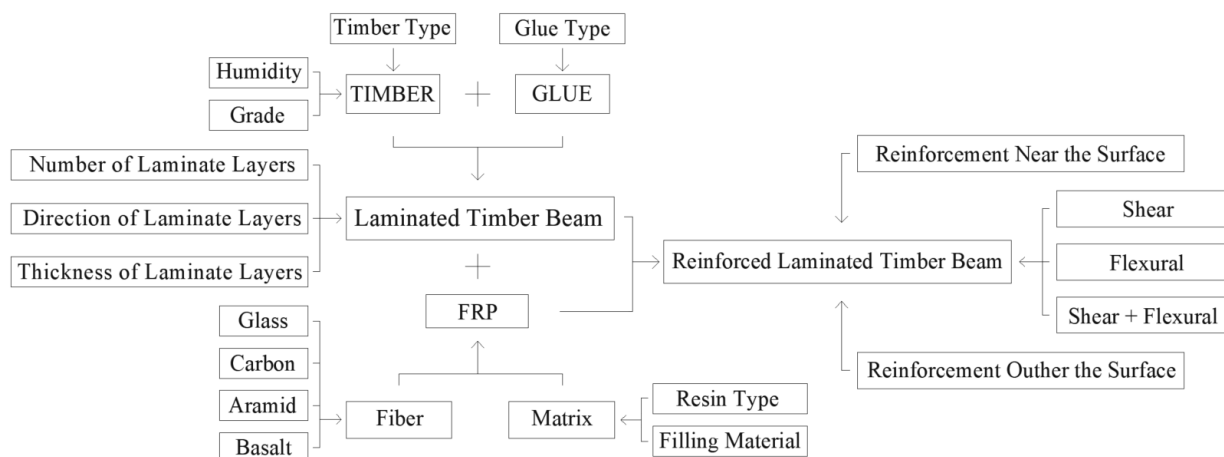 Timber Type
Glue Type
Humidity
Grade
TIMBER
+
GLUE
Number of Laminate Layers
Direction of Laminate Layers
Thickness of Laminate Layers
Laminated Timber Beam
+
FRP
Glass
Carbon
Aramid
Basalt
Fiber
Matrix
Resin Type
Filling Material
Reinforcement Near the Surface
Reinforced Laminated Timber Beam
Shear
Flexural
Shear + Flexural
Reinforcement Outher the Surface